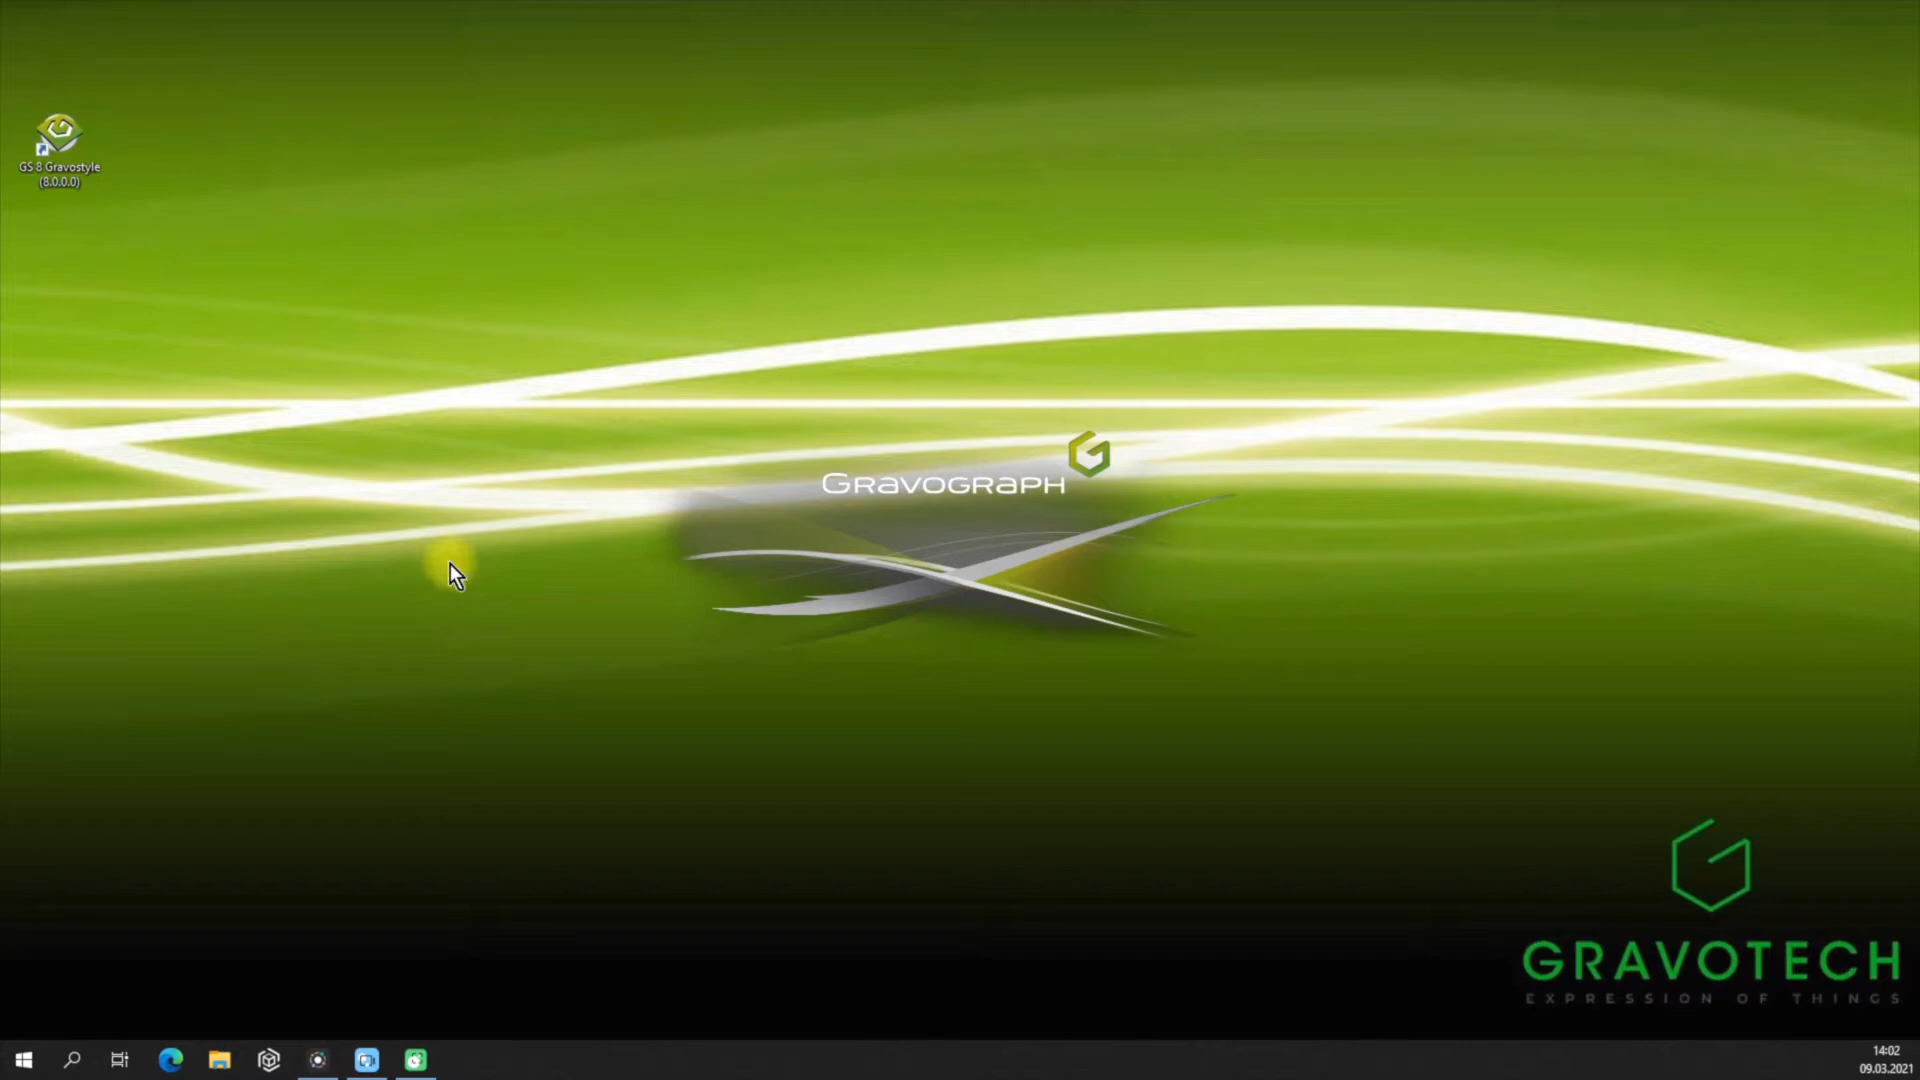 GS 8 Gravostyle
(8.0.0.0)
GRAVOGRAPH
GRAVOTECH
EXPRESSION OF THINGS
14:02
09.03.2021